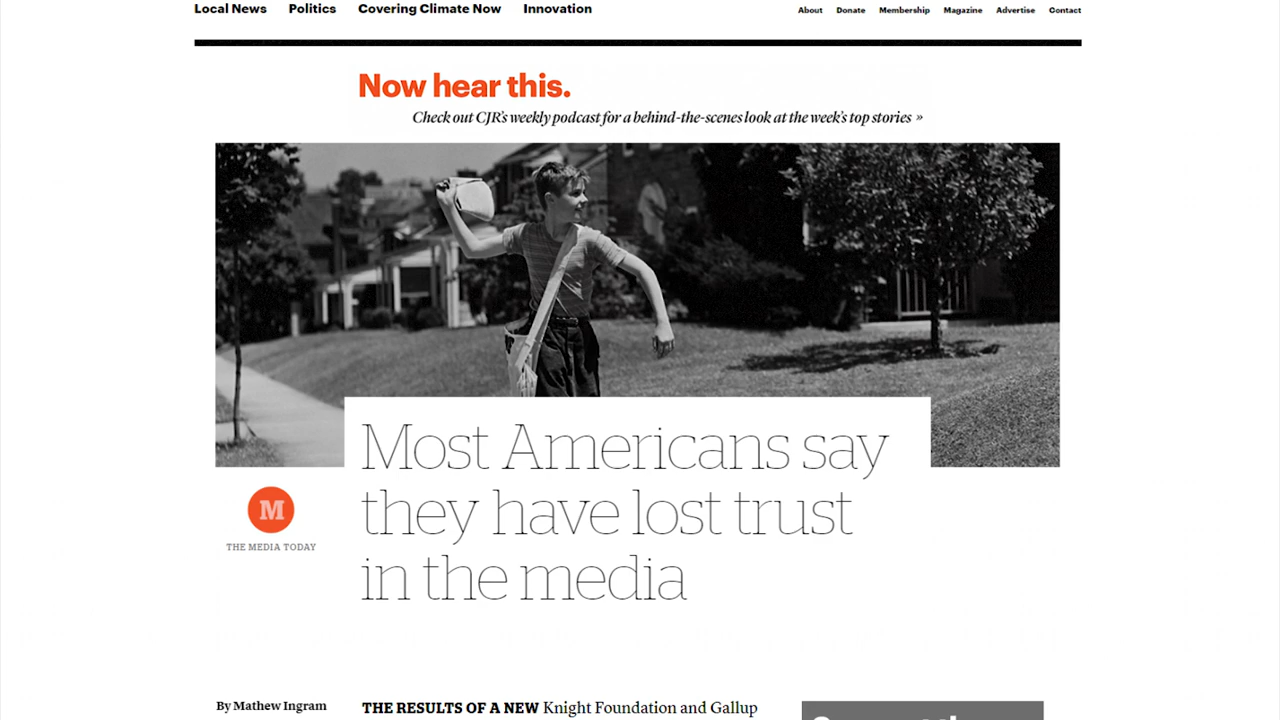 Local News Politics Covering Climate Now Innovation
About Donate Membership Magazine Advertise Contact
Now hear this.
Check out CJR's weekly podcast for a behind-the-scenes look at the week's top stories »
Most Americans say
they have lost trust
in the media
M
THE MEDIA TODAY
By Mathew Ingram
THE RESULTS OF A NEW Knight Foundation and Gallup